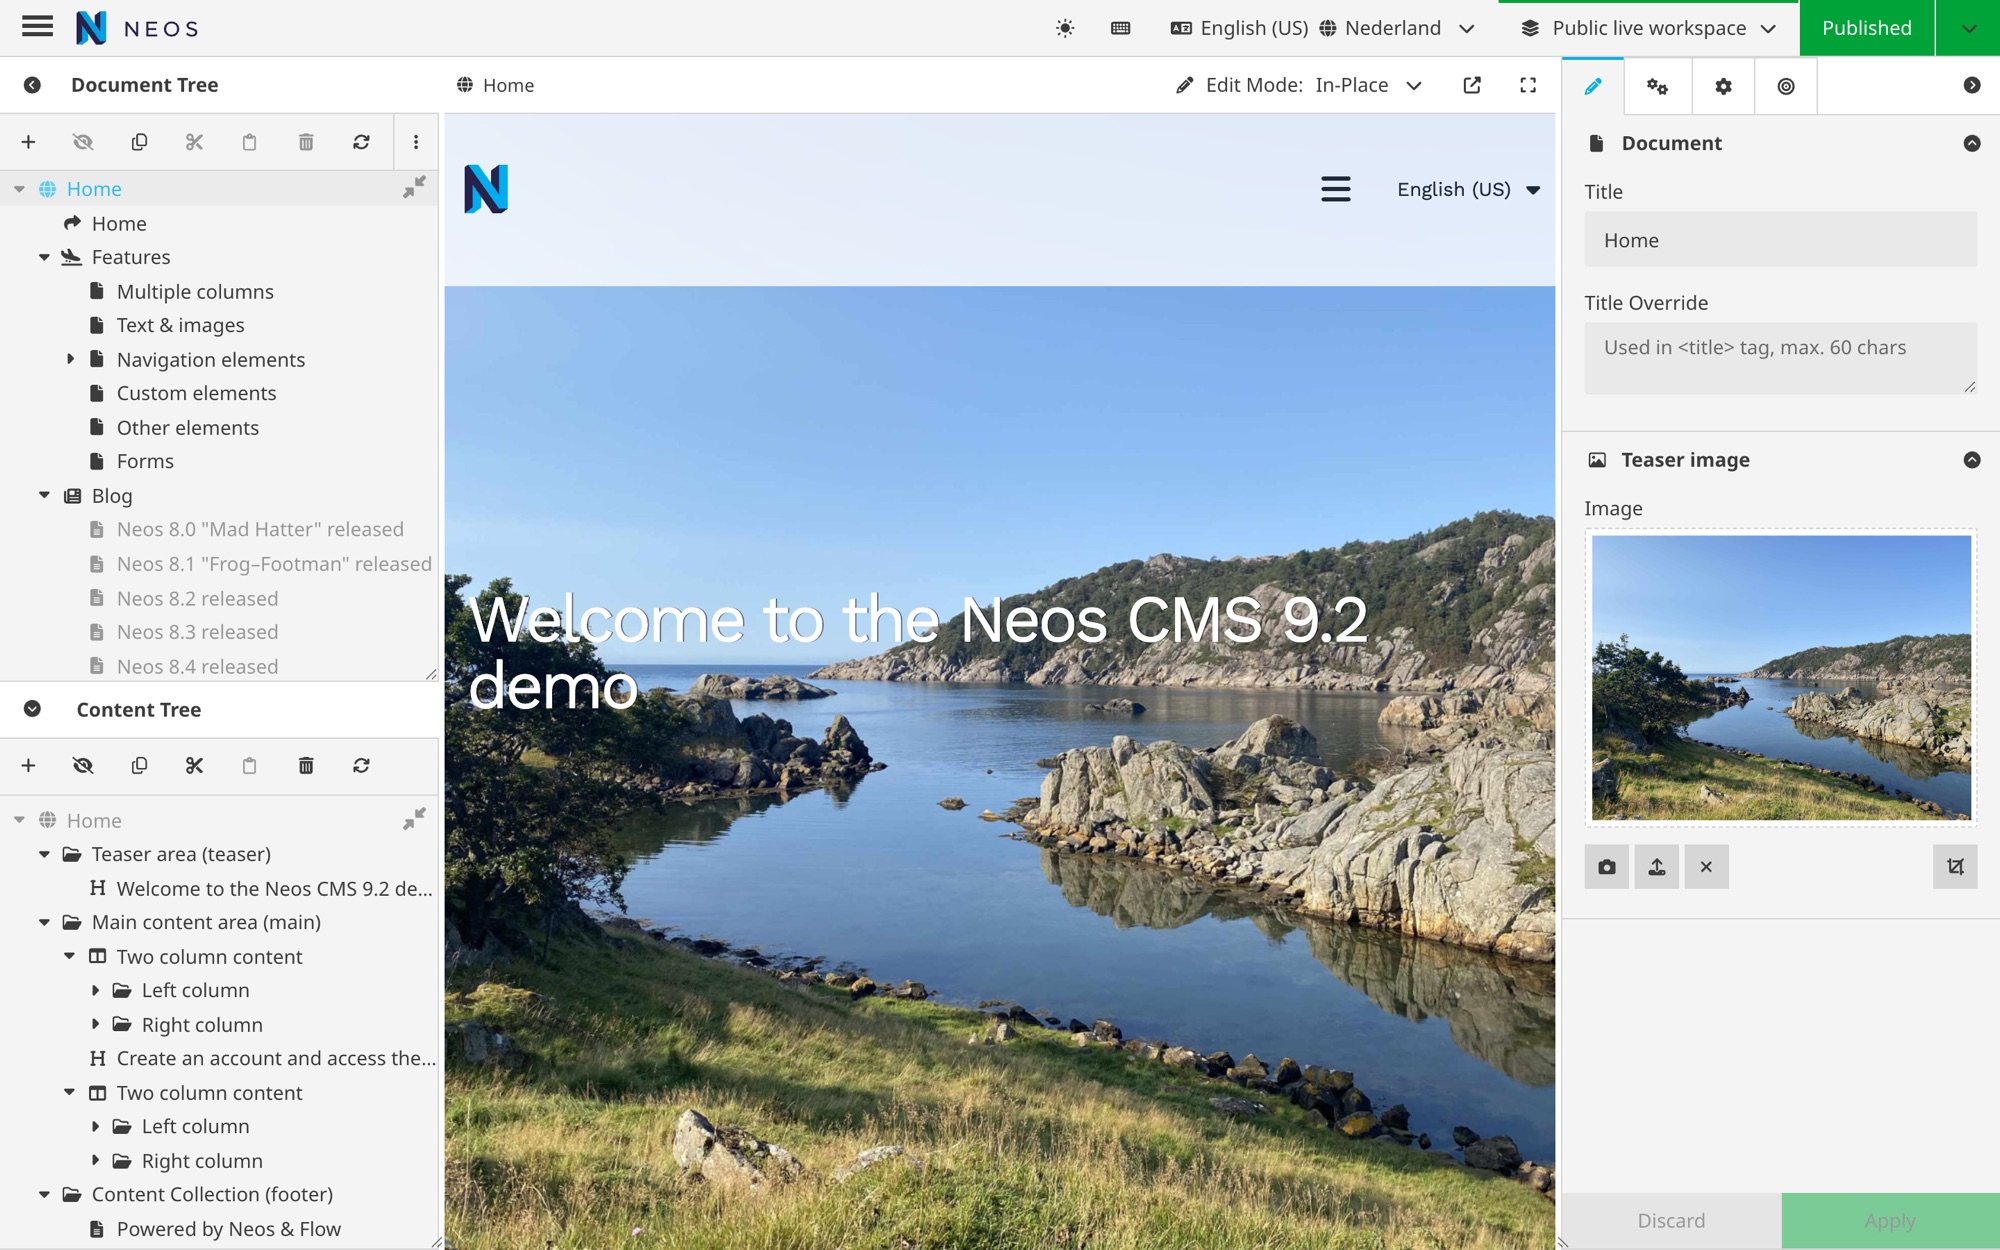 NEOS
English (US) Nederland
Public live workspace
Published
Document Tree
Home
Edit Mode: In-Place
Home
Home
Features
Multiple columns
Text & images
Navigation elements
Custom elements
Other elements
Forms
Blog
Neos 8.0 "Mad Hatter" released
Neos 8.1 "Frog–Footman" released
Neos 8.2 released
Neos 8.3 released
Neos 8.4 released
Content Tree
Home
Teaser area (teaser)
Welcome to the Neos CMS 9.2 de...
Main content area (main)
Two column content
Left column
Right column
Create an account and access the...
Two column content
Left column
Right column
Content Collection (footer)
Powered by Neos & Flow
English (US)
Welcome to the Neos CMS 9.2
demo
Document
Title
Home
Title Override
Used in <title> tag, max. 60 chars
Teaser image
Image
Discard
Apply